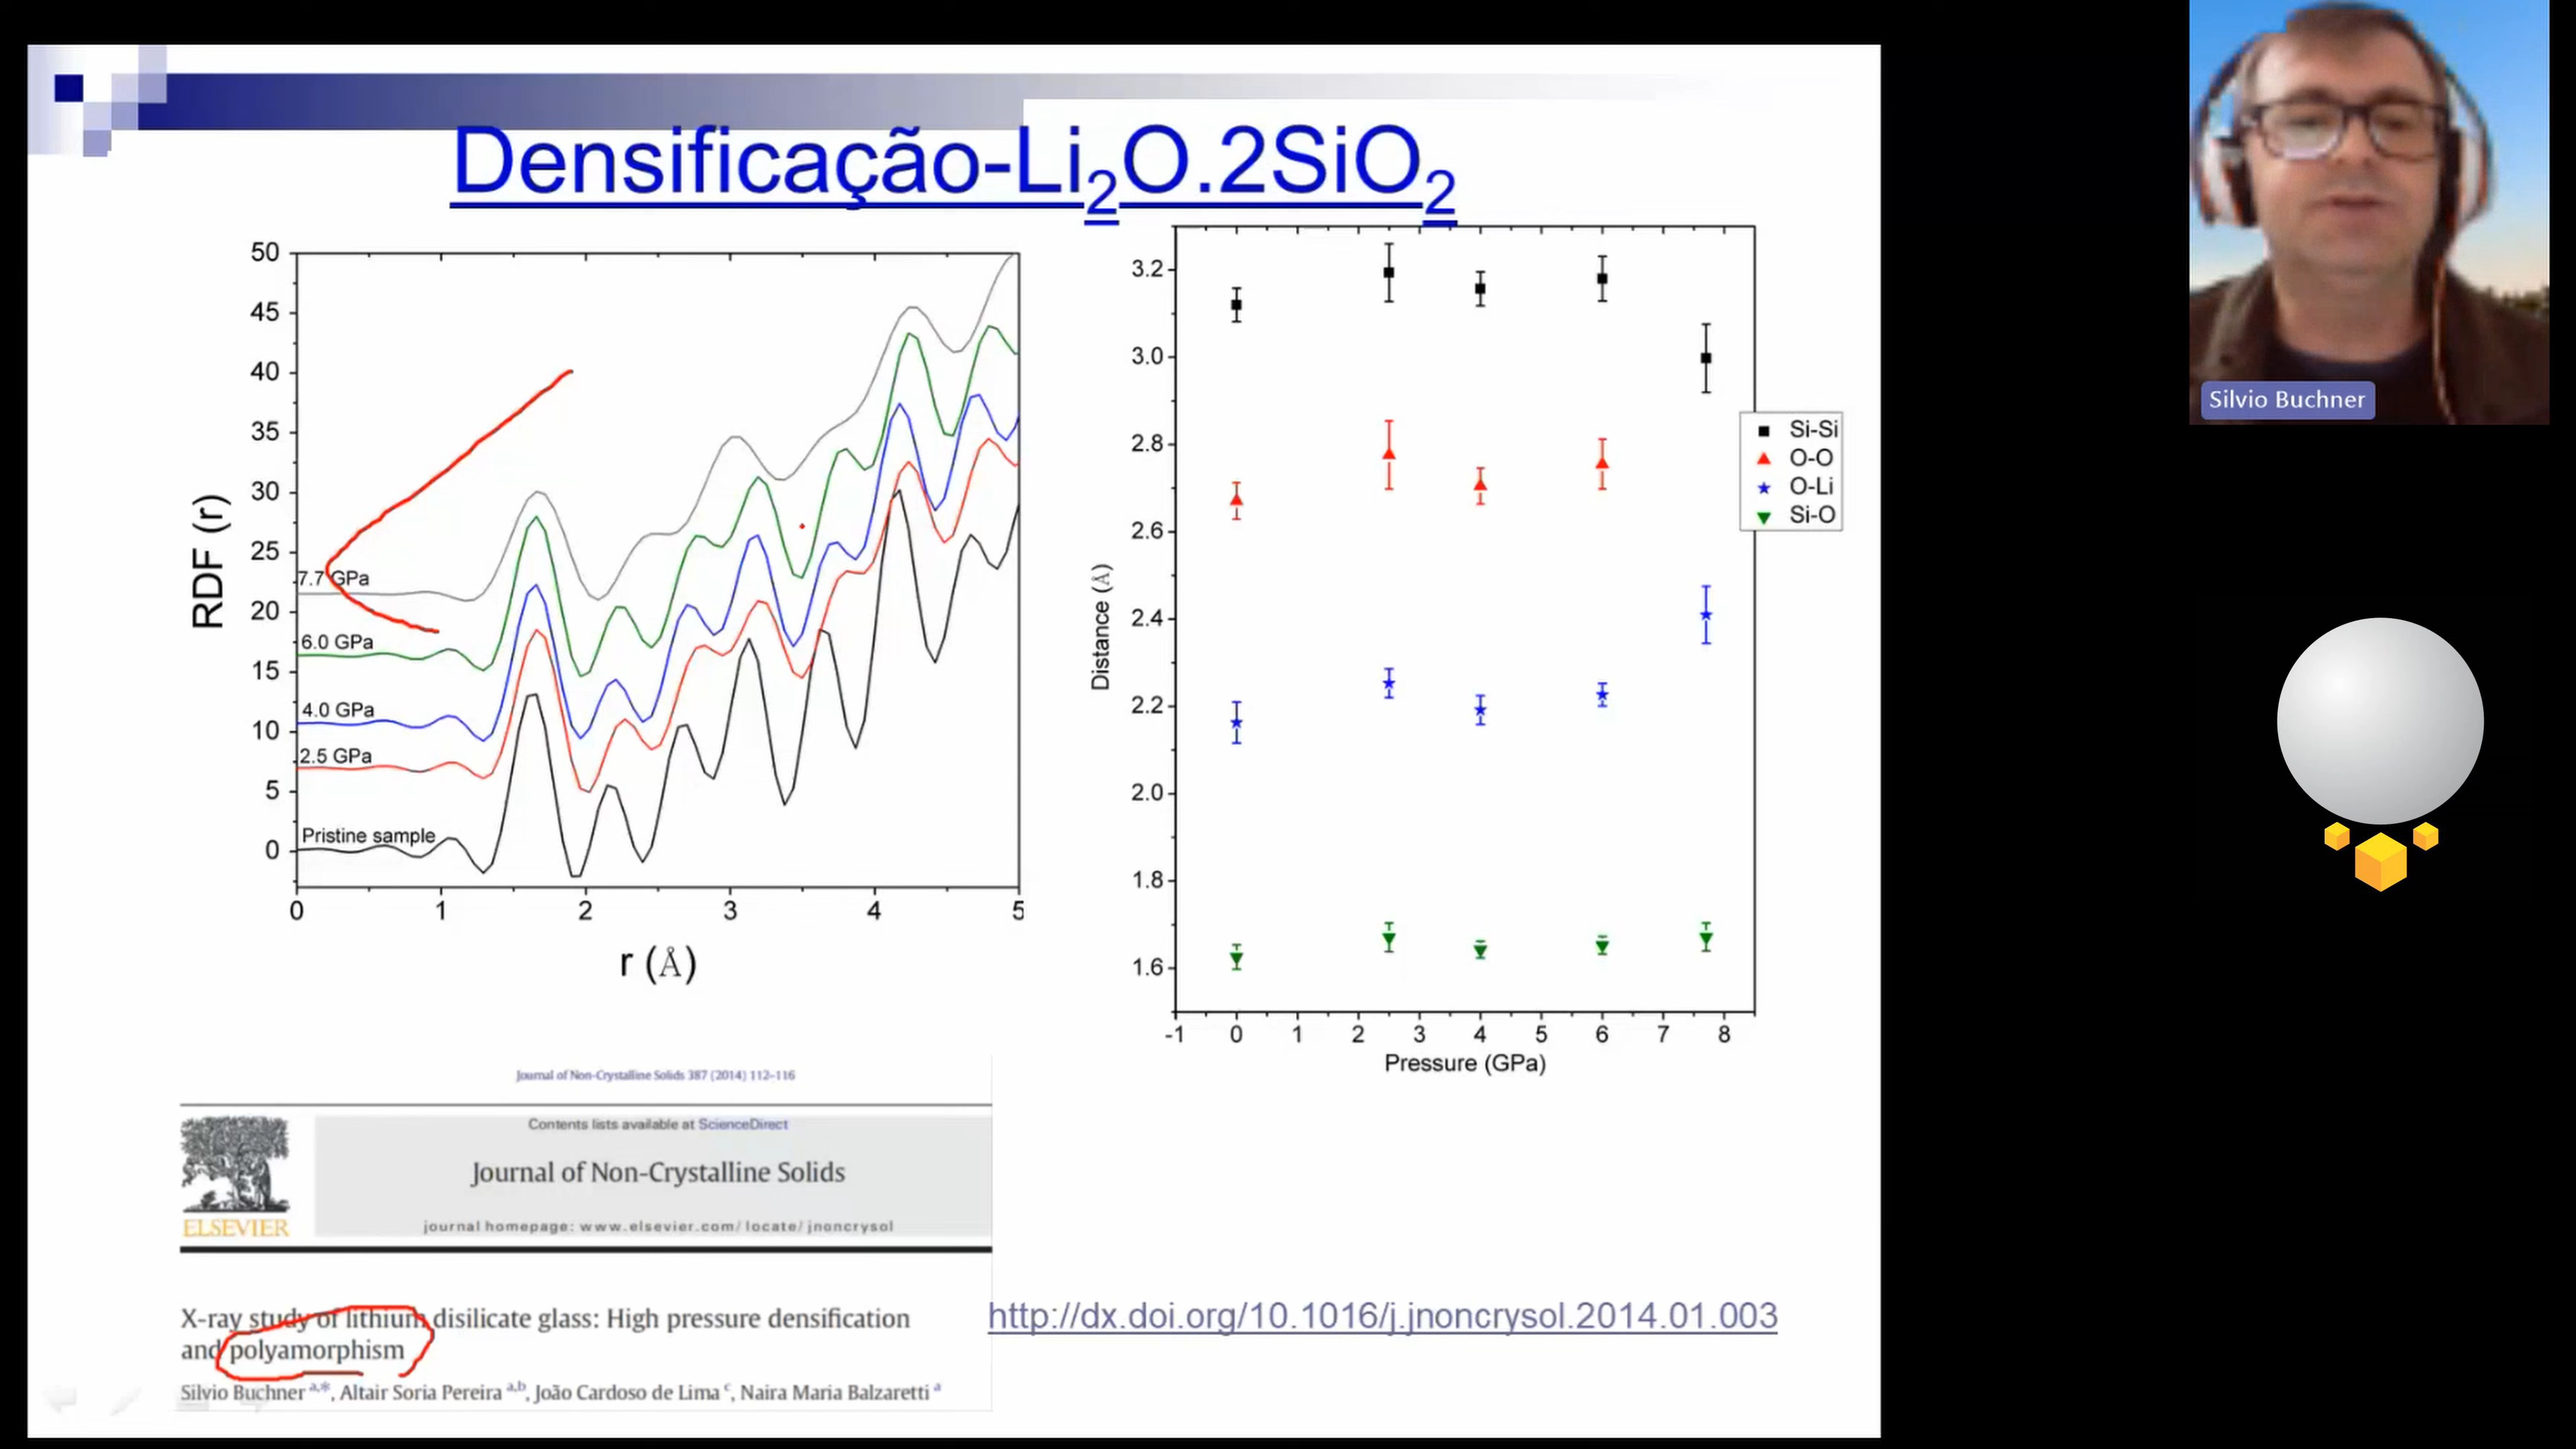 Densificação-Li₂O.2SiO₂
50
45
40
35
30
25
20
15
10
5
0
RDF (r)
7.7 GPa
6.0 GPa
4.0 GPa
2.5 GPa
Pristine sample
0 1 2 3 4 5
r (Å)
3.2
3.0
2.8
2.6
2.4
2.2
2.0
1.8
1.6
Distance (Å)
-1 0 1 2 3 4 5 6 7 8
Pressure (GPa)
Si-Si
O-O
O-Li
Si-O
Silvio Buchner
Journal of Non-Crystalline Solids 387 (2014) 112–116
Contents lists available at ScienceDirect
Journal of Non-Crystalline Solids
journal homepage: www.elsevier.com/locate/jnoncrysol
ELSEVIER
X-ray study of lithium disilicate glass: High pressure densification
and polyamorphism
Silvio Buchner a,*, Altair Soria Pereira a,b, João Cardoso de Lima c, Naira Maria Balzaretti a
http://dx.doi.org/10.1016/j.jnoncrysol.2014.01.003